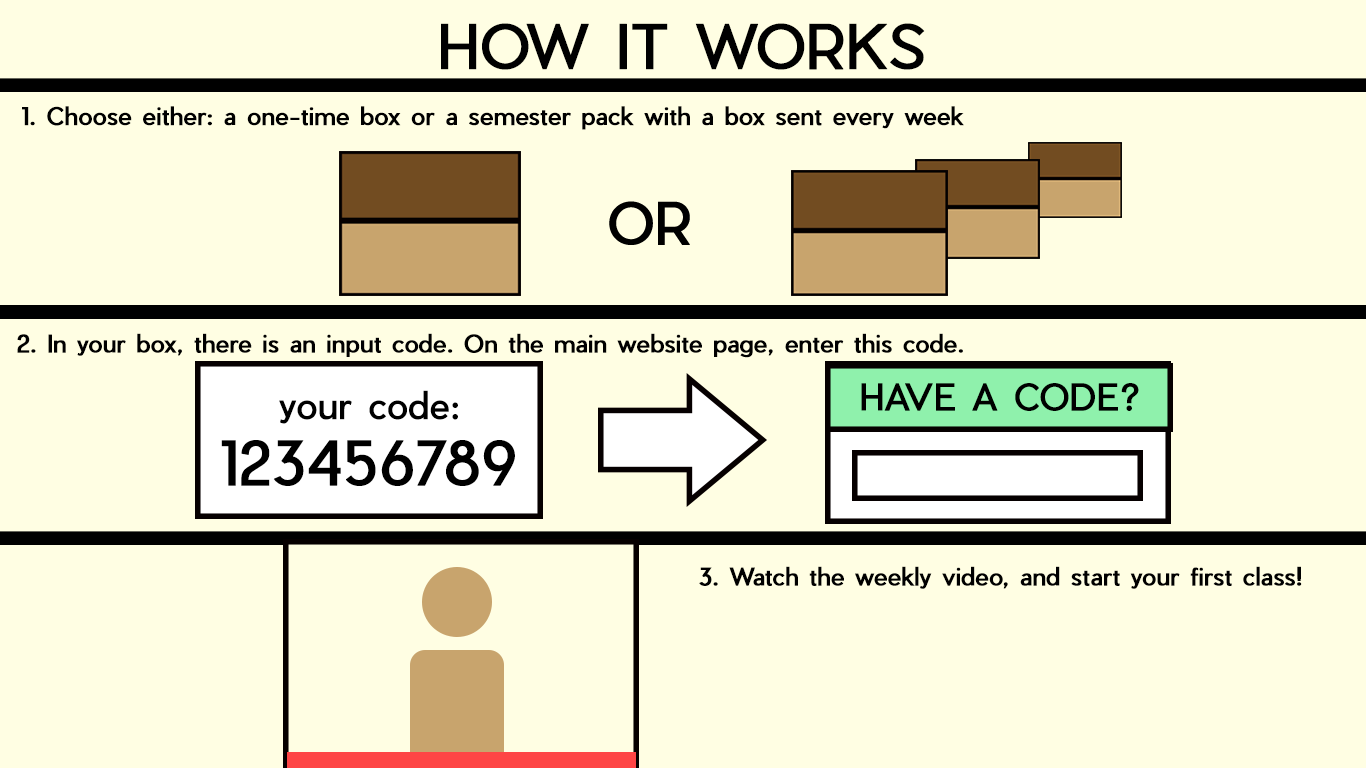 HOW IT WORKS
1. Choose either: a one-time box or a semester pack with a box sent every week
OR
2. In your box, there is an input code. On the main website page, enter this code.
your code:
123456789
HAVE A CODE?
3. Watch the weekly video, and start your first class!